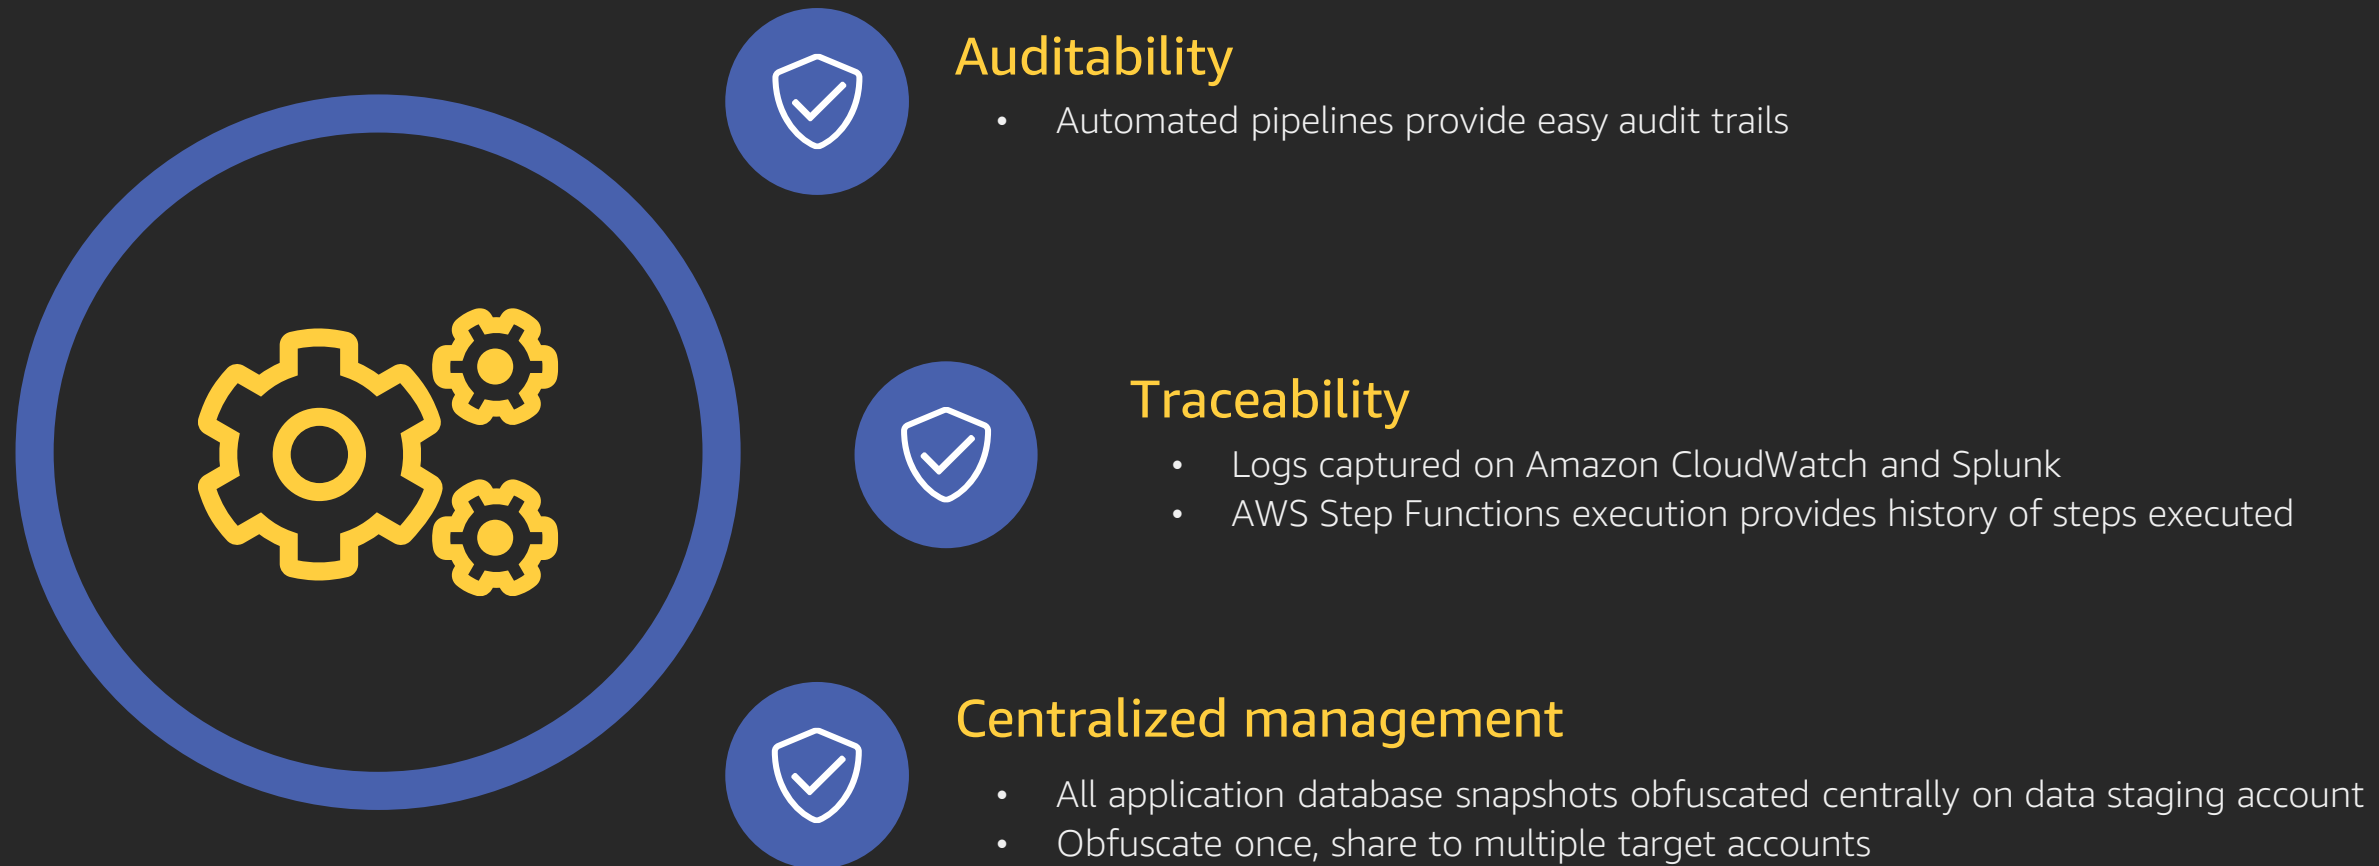 Auditability
• Automated pipelines provide easy audit trails
Traceability
• Logs captured on Amazon CloudWatch and Splunk
• AWS Step Functions execution provides history of steps executed
Centralized management
• All application database snapshots obfuscated centrally on data staging account
• Obfuscate once, share to multiple target accounts